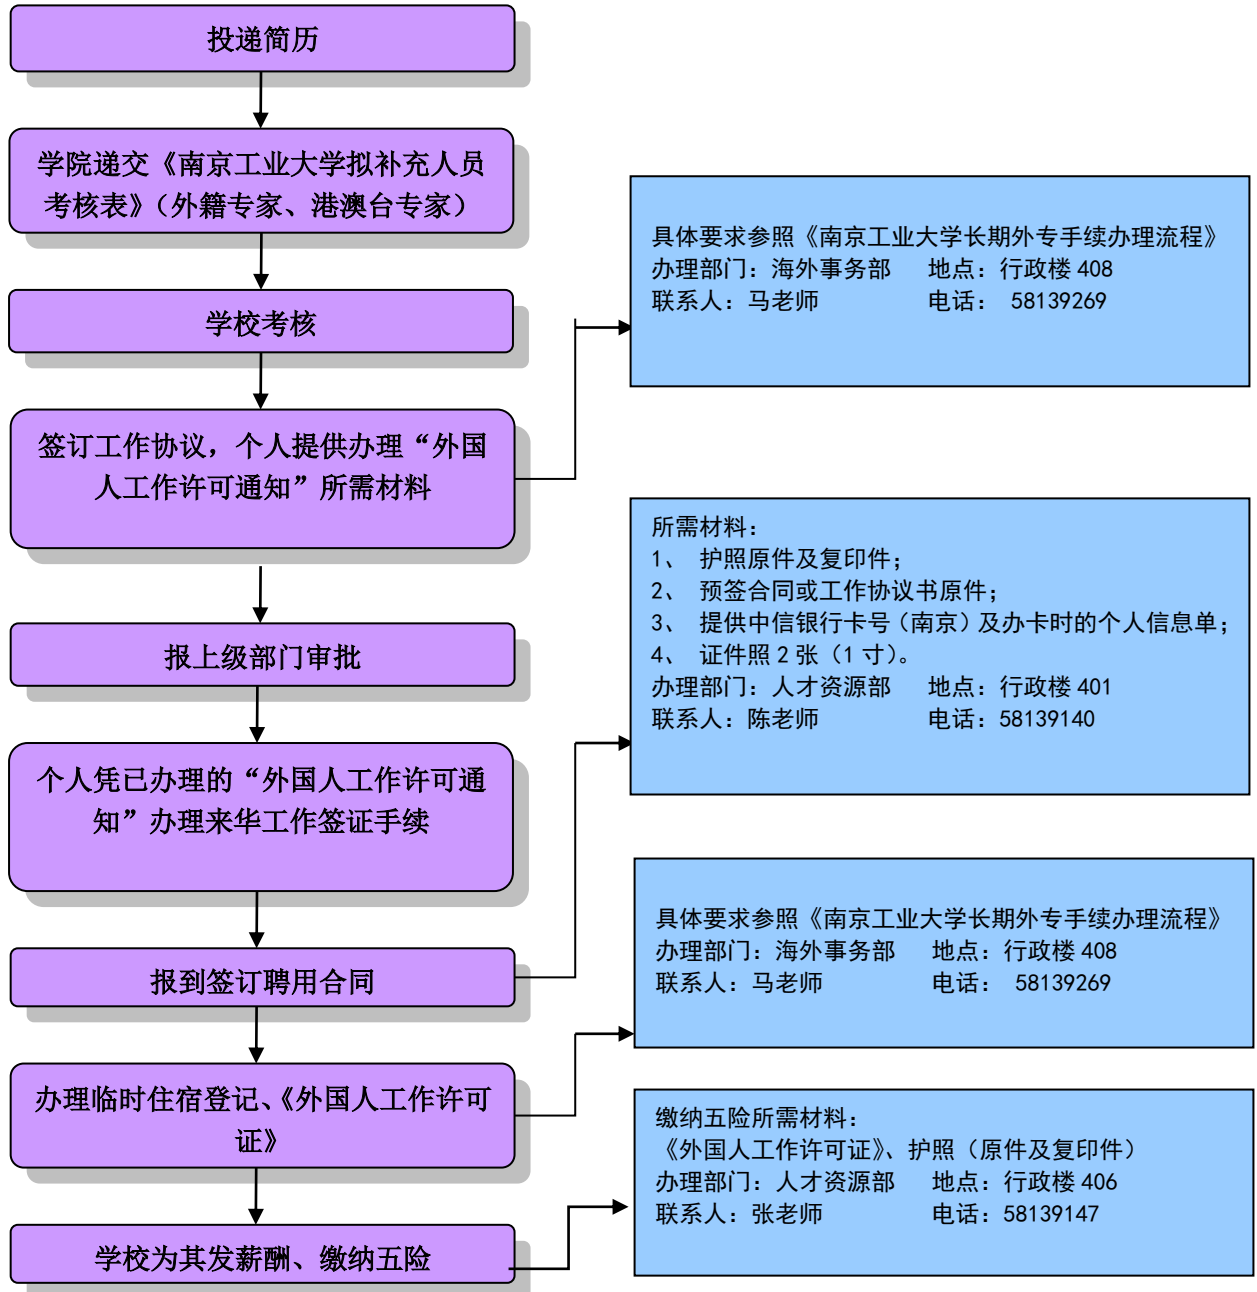 投递简历
学院递交《南京工业大学拟补充人员
考核表》（外籍专家、港澳台专家）
学校考核
签订工作协议，个人提供办理“外国
人工作许可通知”所需材料
具体要求参照《南京工业大学长期外专手续办理流程》
办理部门：海外事务部 地点：行政楼 408
联系人：马老师 电话： 58139269
报上级部门审批
个人凭已办理的“外国人工作许可通
知”办理来华工作签证手续
报到签订聘用合同
所需材料：
1、 护照原件及复印件；
2、 预签合同或工作协议书原件；
3、 提供中信银行卡号（南京）及办卡时的个人信息单；
4、 证件照 2 张（1 寸）。
办理部门：人才资源部 地点：行政楼 401
联系人：陈老师 电话：58139140
办理临时住宿登记、《外国人工作许可
证》
具体要求参照《南京工业大学长期外专手续办理流程》
办理部门：海外事务部 地点：行政楼 408
联系人：马老师 电话： 58139269
学校为其发薪酬、缴纳五险
缴纳五险所需材料：
《外国人工作许可证》、护照（原件及复印件）
办理部门：人才资源部 地点：行政楼 406
联系人：张老师 电话：58139147